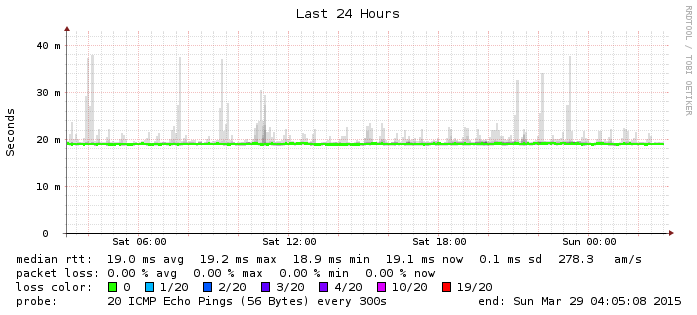 Last 24 Hours
RRDTOOL / TOBI OETIKER
Seconds
40 m
30 m
20 m
10 m
0
Sat 06:00 Sat 12:00 Sat 18:00 Sun 00:00
median rtt: 19.0 ms avg 19.2 ms max 18.9 ms min 19.1 ms now 0.1 ms sd 278.3 am/s
packet loss: 0.00 % avg 0.00 % max 0.00 % min 0.00 % now
loss color: 0 1/20 2/20 3/20 4/20 10/20 19/20
probe: 20 ICMP Echo Pings (56 Bytes) every 300s end: Sun Mar 29 04:05:08 2015